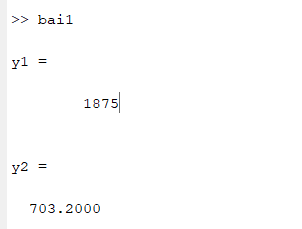 >> bai1
y1 =
1875
y2 =
703.2000